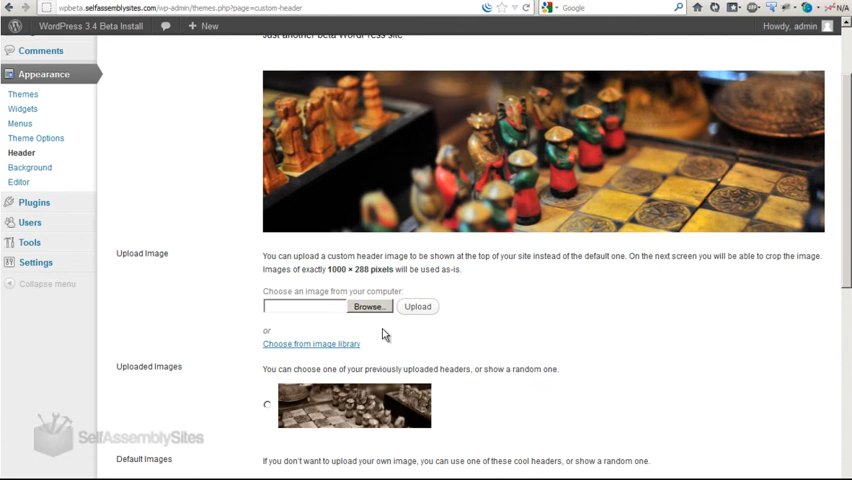 wpbeta.selfassemblysites.com/wp-admin/themes.php?page=custom-header
Google
N/A
WordPress 3.4 Beta Install
New
Howdy, admin
Just another beta WordPress site
Comments
Appearance
Themes
Widgets
Menus
Theme Options
Header
Background
Editor
Plugins
Users
Tools
Settings
Collapse menu
Upload Image
You can upload a custom header image to be shown at the top of your site instead of the default one. On the next screen you will be able to crop the image.
Images of exactly 1000 × 288 pixels will be used as-is.
Choose an image from your computer:
Browse... Upload
or
Choose from image library
Uploaded Images
You can choose one of your previously uploaded headers, or show a random one.
SelfAssemblySites
Default Images
If you don't want to upload your own image, you can use one of these cool headers, or show a random one.